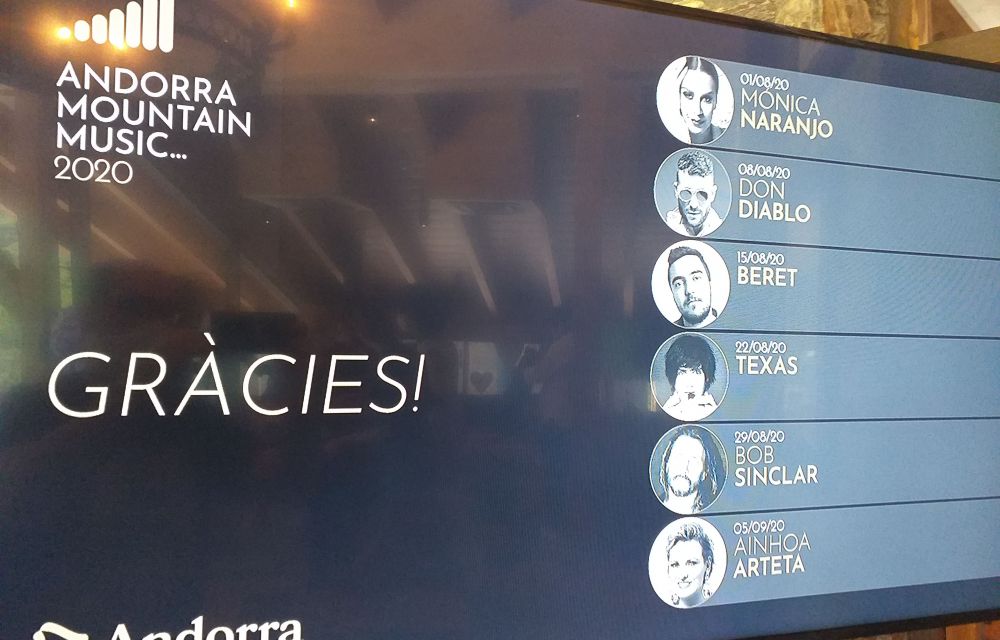 ANDORRA
MOUNTAIN
MUSIC...
2020
GRÀCIES!
Andorra
01/08/20
MÓNICA
NARANJO
08/08/20
DON
DIABLO
15/08/20
BERET
22/08/20
TEXAS
29/08/20
BOB
SINCLAR
05/09/20
AINHOA
ARTETA